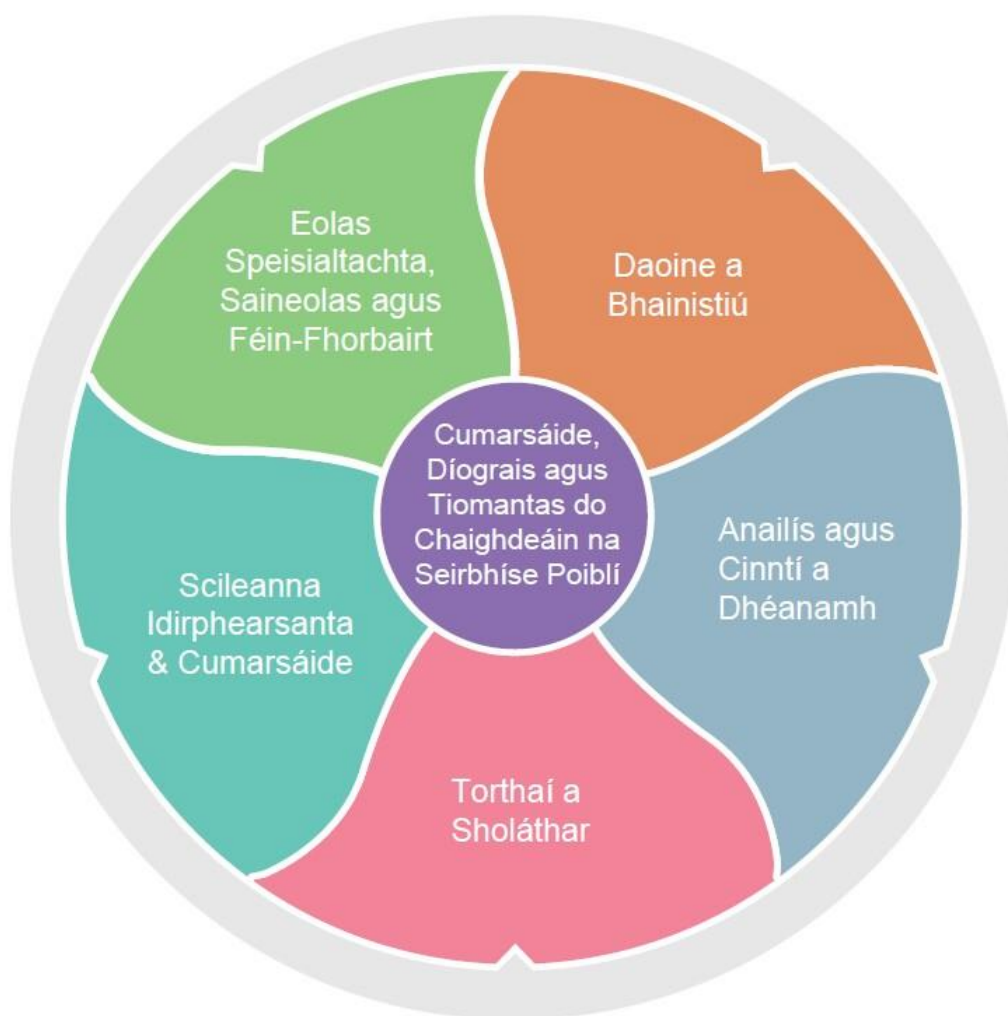 Eolas
Speisialtachta,
Saineolas agus
Féin-Fhorbairt
Daoine a
Bhainistiú
Cumarsáide,
Díograis agus
Tiomantas do
Chaighdeáin na
Seirbhíse Poiblí
Anailís agus
Cinntí a
Dhéanamh
Scileanna
Idirphearsanta
& Cumarsáide
Torthaí a
Sholáthar